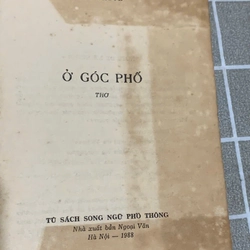 Ở GÓC PHỐ
THƠ
TỦ SÁCH SONG NGỮ PHỔ THÔNG
Nhà xuất bản Ngoại Văn
Hà Nội — 1988